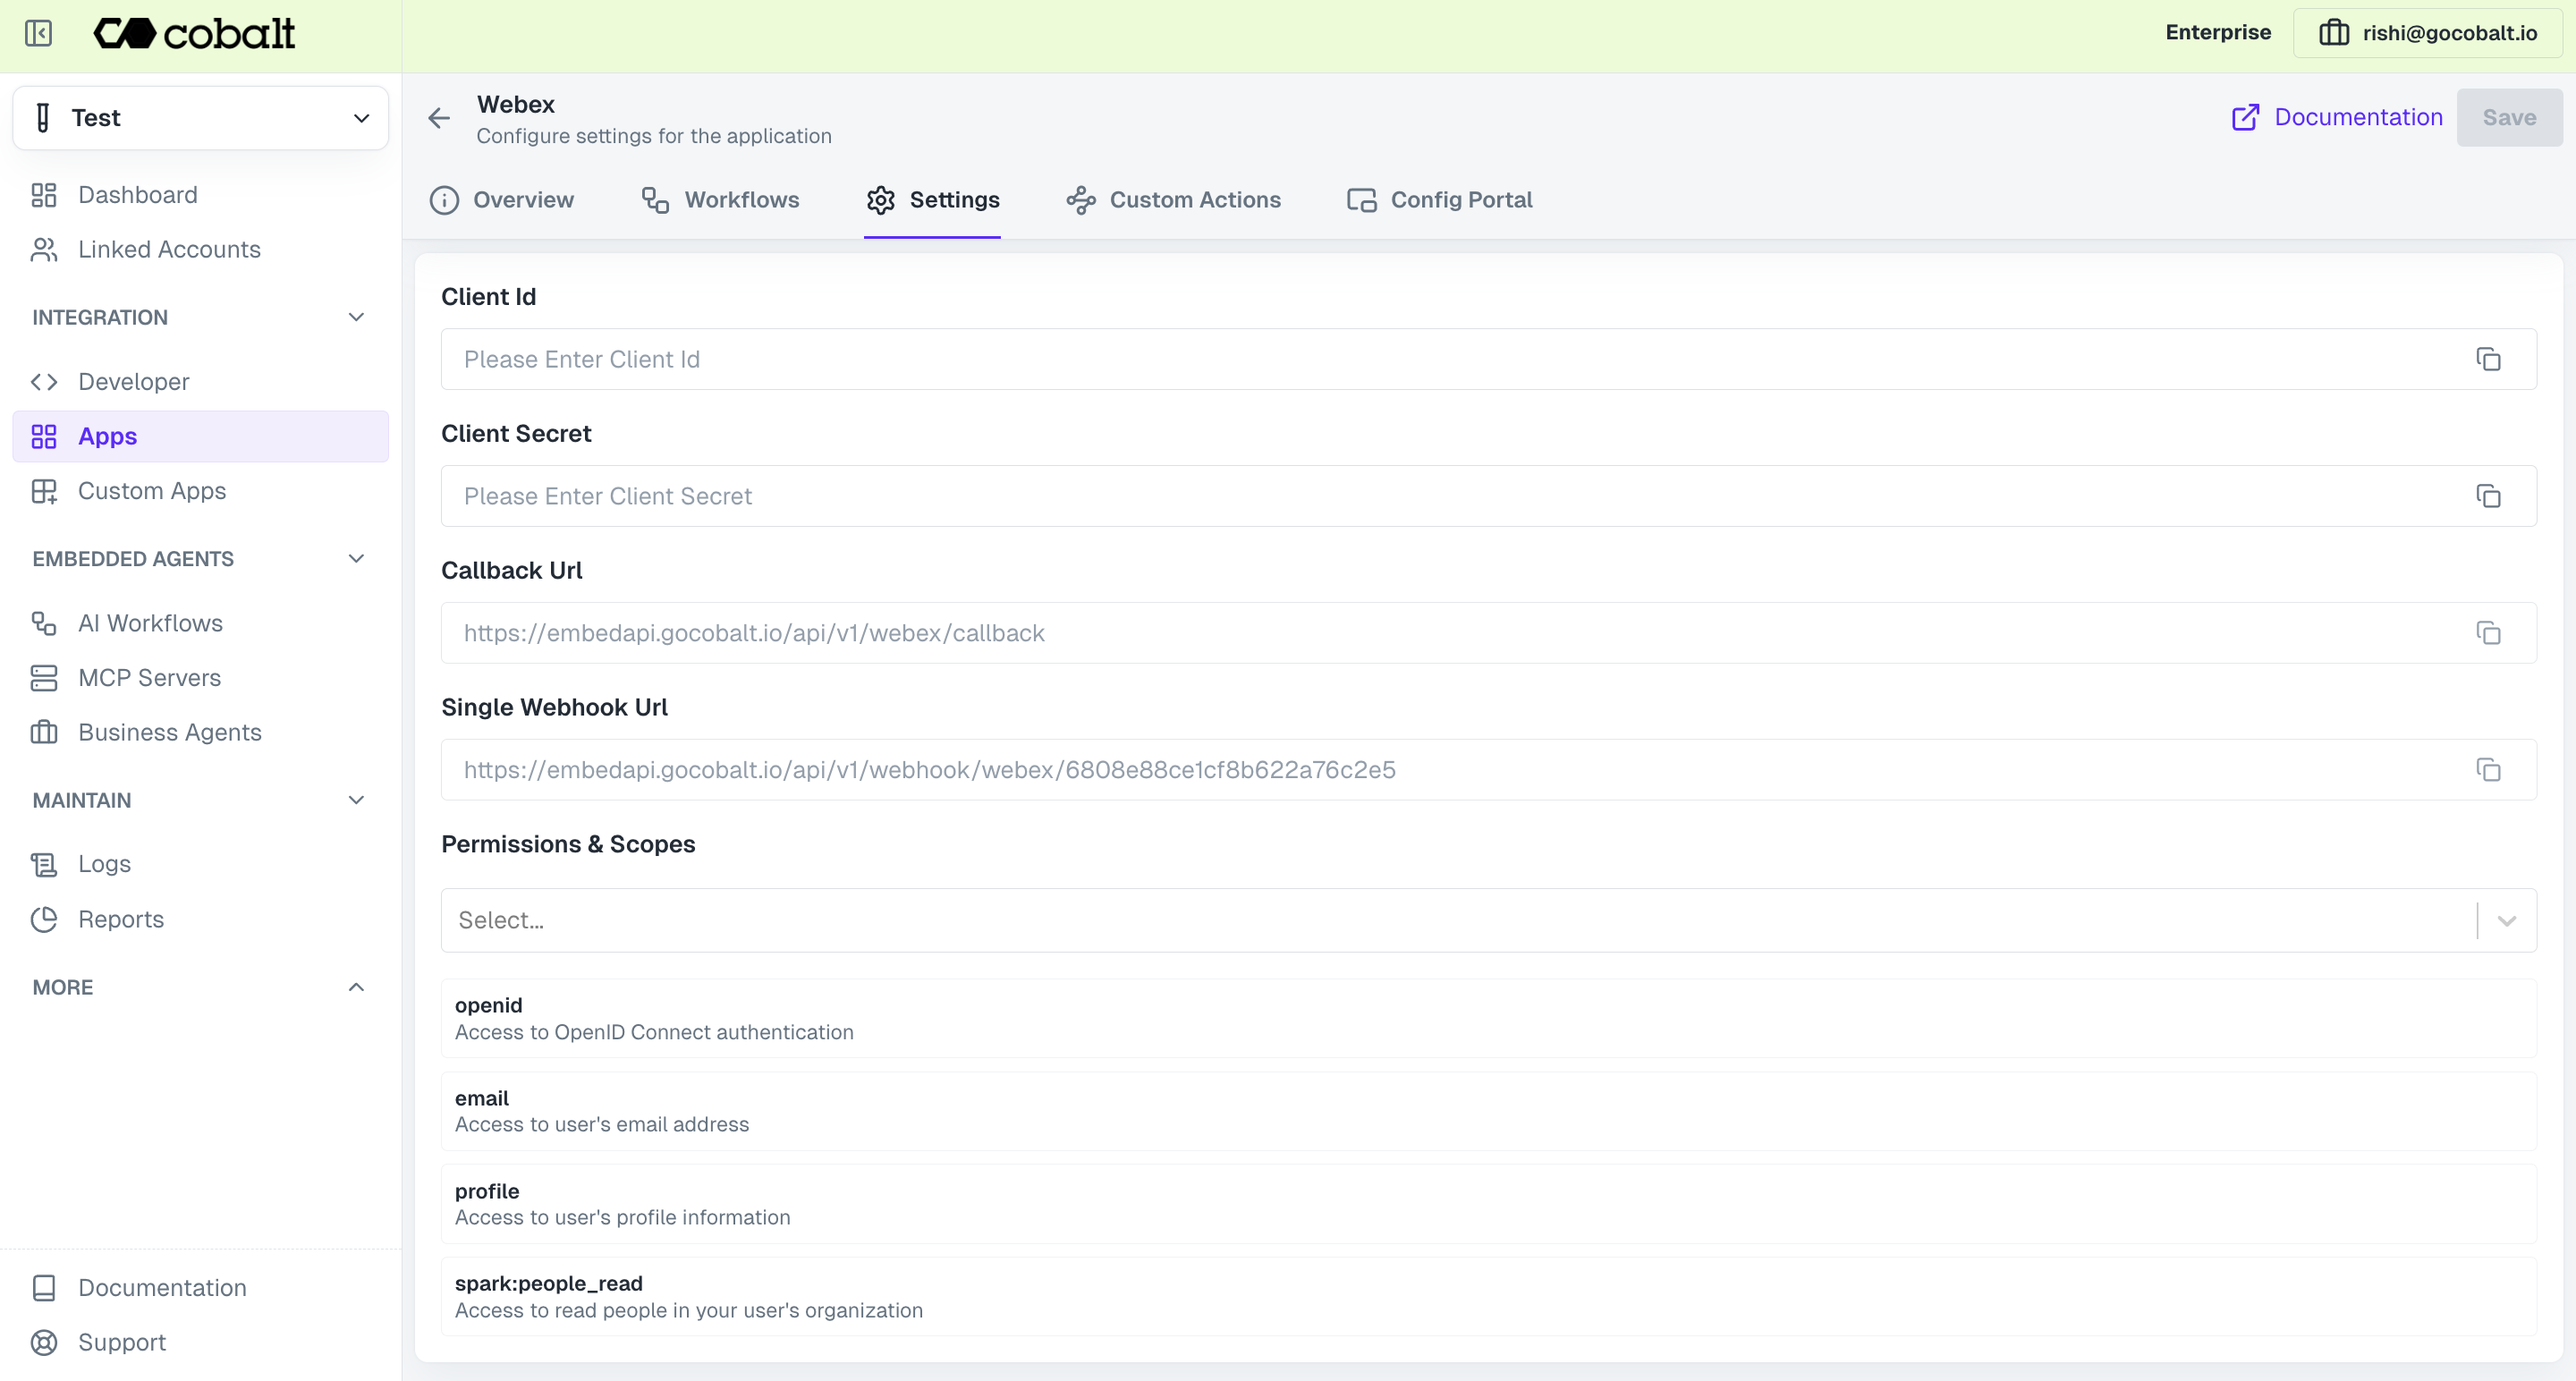 cobalt
Enterprise
rishi@gocobalt.io
Test
Dashboard
Linked Accounts
INTEGRATION
Developer
Apps
Custom Apps
EMBEDDED AGENTS
AI Workflows
MCP Servers
Business Agents
MAINTAIN
Logs
Reports
MORE
Documentation
Support
Webex
Configure settings for the application
Documentation
Save
Overview
Workflows
Settings
Custom Actions
Config Portal
Client Id
Please Enter Client Id
Client Secret
Please Enter Client Secret
Callback Url
https://embedapi.gocobalt.io/api/v1/webex/callback
Single Webhook Url
https://embedapi.gocobalt.io/api/v1/webhook/webex/6808e88ce1cf8b622a76c2e5
Permissions & Scopes
Select...
openid
Access to OpenID Connect authentication
email
Access to user's email address
profile
Access to user's profile information
spark:people_read
Access to read people in your user's organization